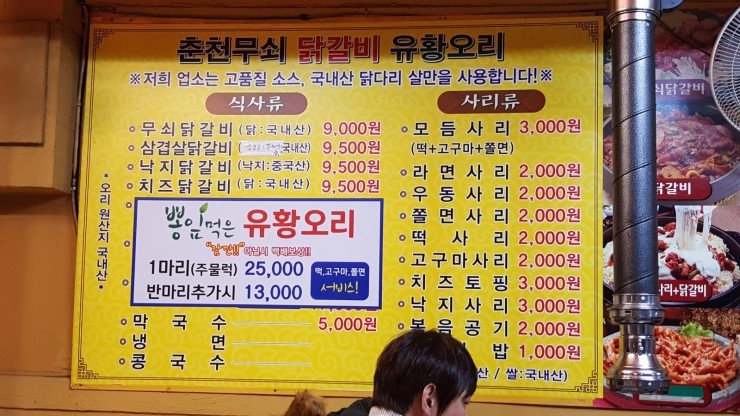 춘천무쇠 닭갈비 유황오리
※저희 업소는 고품질 소스, 국내산 닭다리 살만을 사용합니다!※
식사류
무쇠닭갈비 (닭:국내산) 9,000원
삼겹살닭갈비 국내산) 9,500원
낙지닭갈비 (낙지:중국산) 9,500원
치즈닭갈비 (닭:국내산) 9,500원
뽕잎먹은 유황오리
1마리(주물럭) 25,000
반마리추가시 13,000
떡,고구마,쫄면
서비스!
막국수 5,000원
냉면
콩국수
*오리 원산지 국내산*
사리류
모듬사리 3,000원
(떡+고구마+쫄면)
라면사리 2,000원
우동사리 2,000원
쫄면사리 2,000원
떡사리 2,000원
고구마사리 2,000원
치즈토핑 3,000원
낙지사리 3,000원
볶음공기 2,000원
밥 1,000원
산 / 쌀:국내산)
닭갈비
닭갈비
리+닭갈비